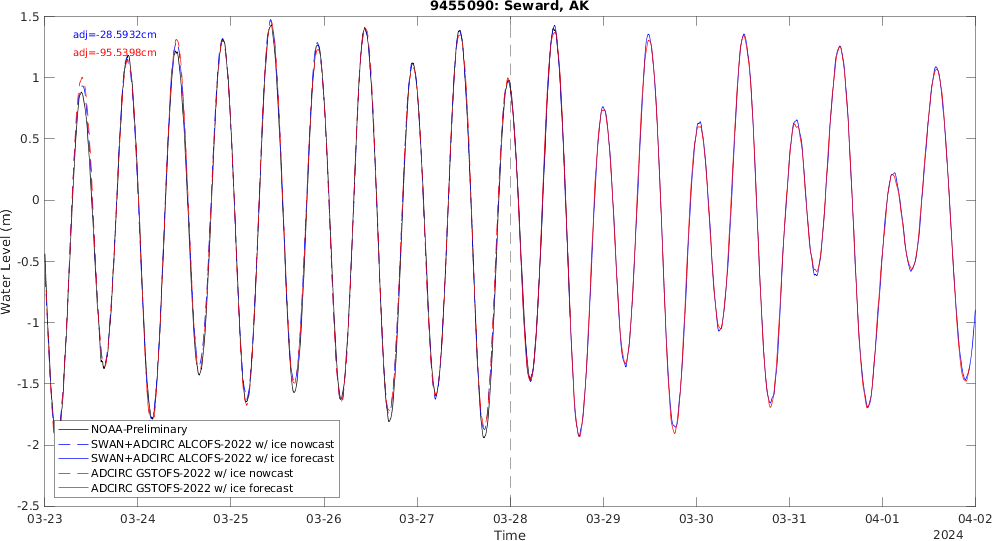 9455090: Seward, AK
adj=-28.5932cm
adj=-95.5398cm
1.5
1
0.5
0
-0.5
-1
-1.5
-2
-2.5
Water Level (m)
NOAA-Preliminary
SWAN+ADCIRC ALCOFS-2022 w/ ice nowcast
SWAN+ADCIRC ALCOFS-2022 w/ ice forecast
ADCIRC GSTOFS-2022 w/ ice nowcast
ADCIRC GSTOFS-2022 w/ ice forecast
03-23 03-24 03-25 03-26 03-27 03-28 03-29 03-30 03-31 04-01 04-02
Time
2024